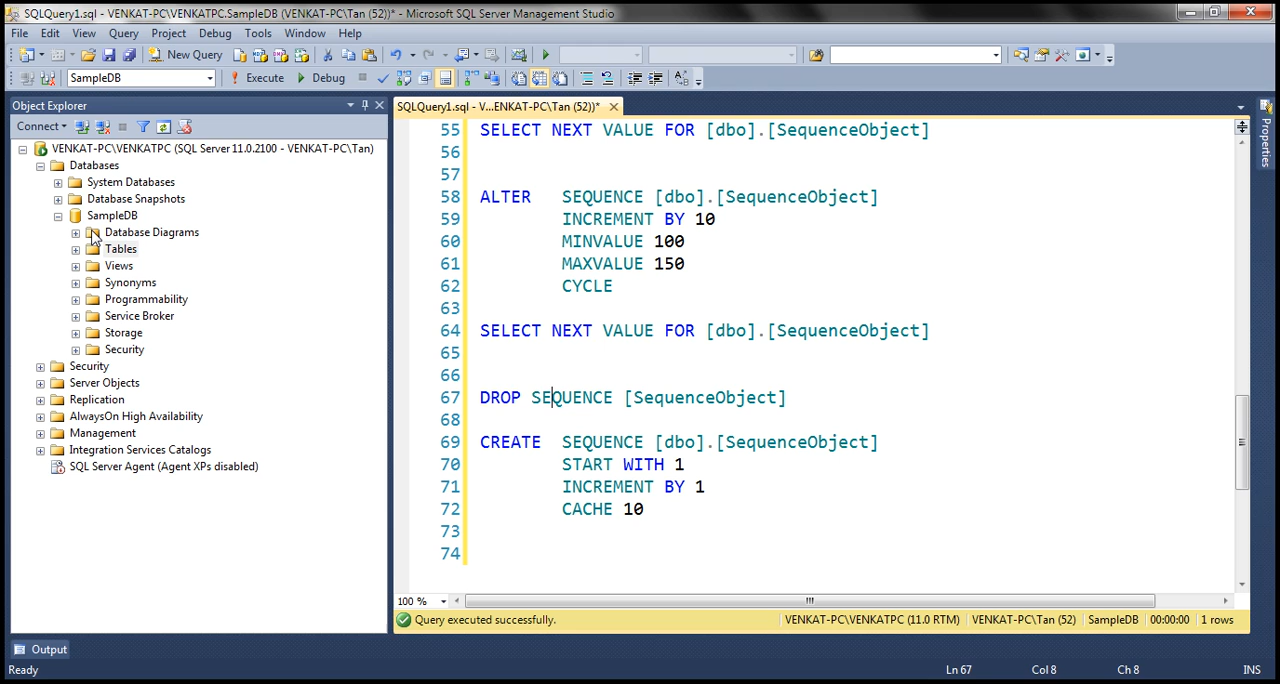 SQLQuery1.sql - VENKAT-PC\VENKATPC.SampleDB (VENKAT-PC\Tan (52))* - Microsoft SQL Server Management Studio
File Edit View Query Project Debug Tools Window Help
New Query
SampleDB Execute Debug
Object Explorer
Connect
VENKAT-PC\VENKATPC (SQL Server 11.0.2100 - VENKAT-PC\Tan)
Databases
System Databases
Database Snapshots
SampleDB
Database Diagrams
Tables
Views
Synonyms
Programmability
Service Broker
Storage
Security
Security
Server Objects
Replication
AlwaysOn High Availability
Management
Integration Services Catalogs
SQL Server Agent (Agent XPs disabled)
SQLQuery1.sql - V...ENKAT-PC\Tan (52))*
55 SELECT NEXT VALUE FOR [dbo].[SequenceObject]
56
57
58 ALTER SEQUENCE [dbo].[SequenceObject]
59 INCREMENT BY 10
60 MINVALUE 100
61 MAXVALUE 150
62 CYCLE
63
64 SELECT NEXT VALUE FOR [dbo].[SequenceObject]
65
66
67 DROP SEQUENCE [SequenceObject]
68
69 CREATE SEQUENCE [dbo].[SequenceObject]
70 START WITH 1
71 INCREMENT BY 1
72 CACHE 10
73
74
100 %
Query executed successfully. VENKAT-PC\VENKATPC (11.0 RTM) VENKAT-PC\Tan (52) SampleDB 00:00:00 1 rows
Properties
Output
Ready Ln 67 Col 8 Ch 8 INS